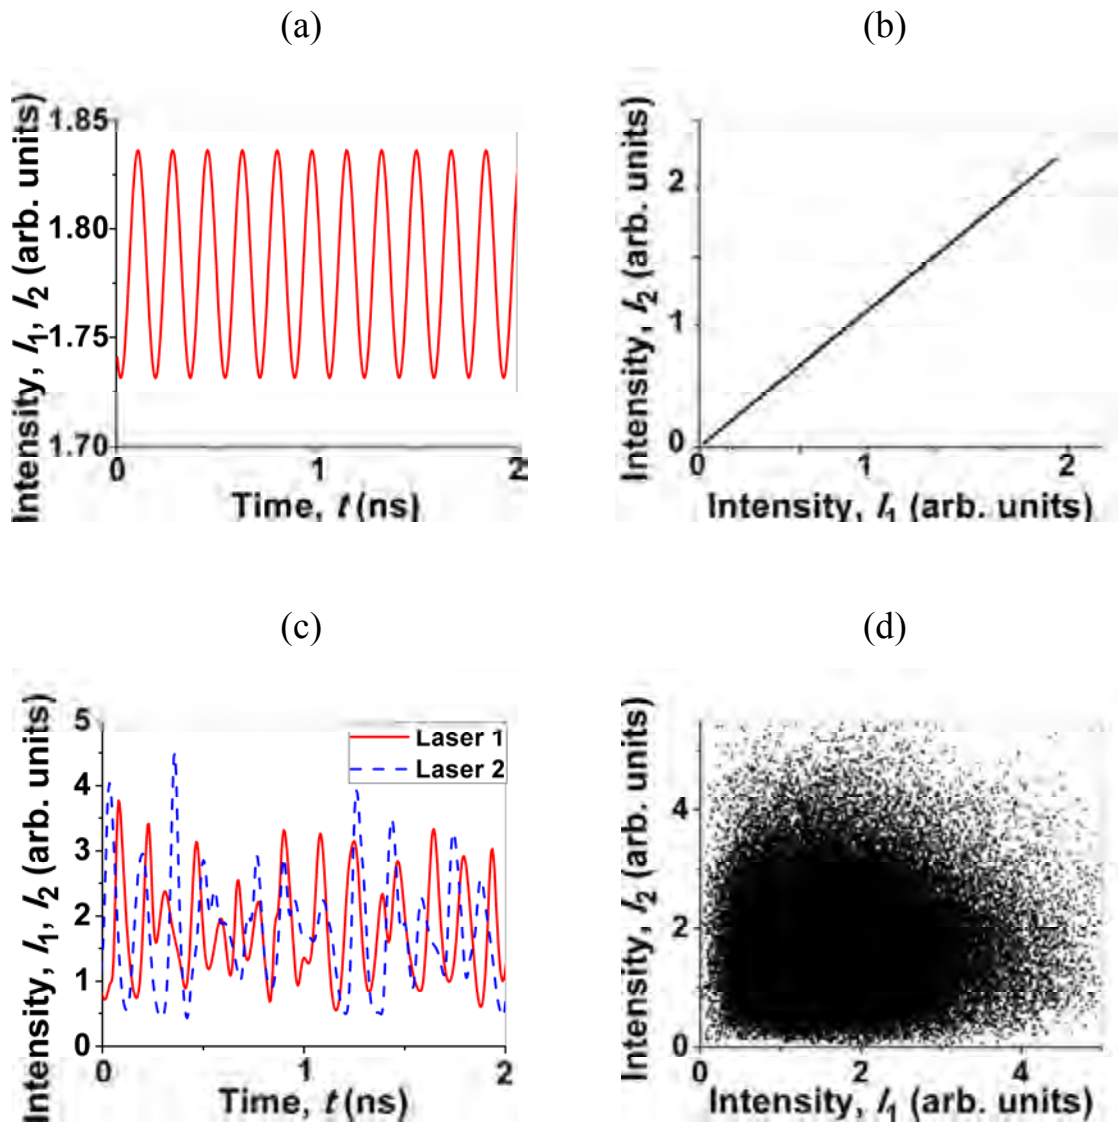 (a)
Intensity, I1, I2 (arb. units)
1.85
1.80
1.75
1.70
0
1
2
Time, t (ns)
(b)
Intensity, I2 (arb. units)
2
1
0
0
1
2
Intensity, I1 (arb. units)
(c)
Intensity, I1, I2 (arb. units)
5
4
3
2
1
0
Laser 1
Laser 2
0
1
2
Time, t (ns)
(d)
Intensity, I2 (arb. units)
4
2
0
0
2
4
Intensity, I1 (arb. units)